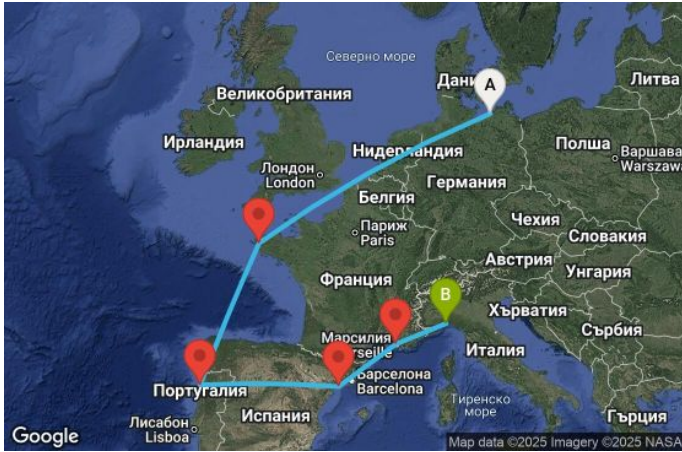 Северно море
Дани
A
Литва
Великобритания
Ирландия
Нидерландия
Полша
Варшава
Warszawa
Лондон
London
Германия
Белгия
Чехия
Париж
Paris
Словакия
Австрия
Унгария
Франция
B
Хърватия
Марсилия
Сърбия
Италия
Португалия
Барселона
Barcelona
Тиренско
море
Испания
Гърция
Лисабон
Lisboa
Google
Map data ©2025 Imagery ©2025 NASA